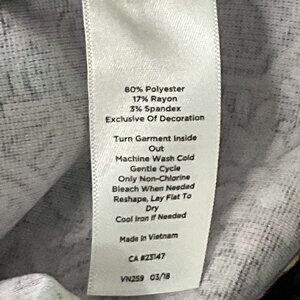 60% Polyester
17% Rayon
3% Spandex
Exclusive Of Decoration
Turn Garment Inside
Out
Machine Wash Cold
Gentle Cycle
Only Non-Chlorine
Bleach When Needed
Reshape, Lay Flat To
Dry
Cool Iron If Needed
Made In Vietnam
CA #23147
VN259 03/18